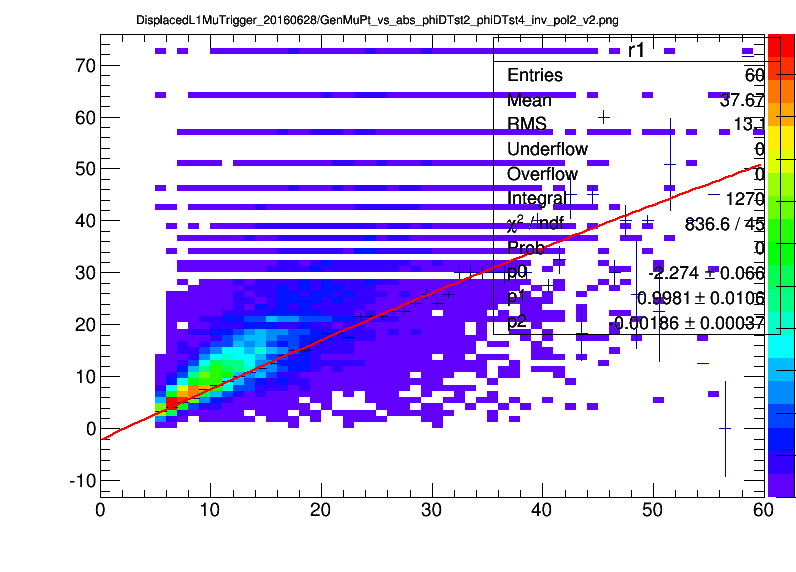 DisplacedL1MuTrigger_20160628/GenMuPt_vs_abs_phiDTst2_phiDTst4_inv_pol2_v2.png
r1
Entries 60
Mean 37.67
RMS 13.1
Underflow 0
Overflow 0
Integral 1270
χ² / ndf 836.6 / 45
Prob 0
p0 -2.274 ± 0.066
p1 0.9981 ± 0.0106
p2 -0.00186 ± 0.00037
70
60
50
40
30
20
10
0
-10
0 10 20 30 40 50 60